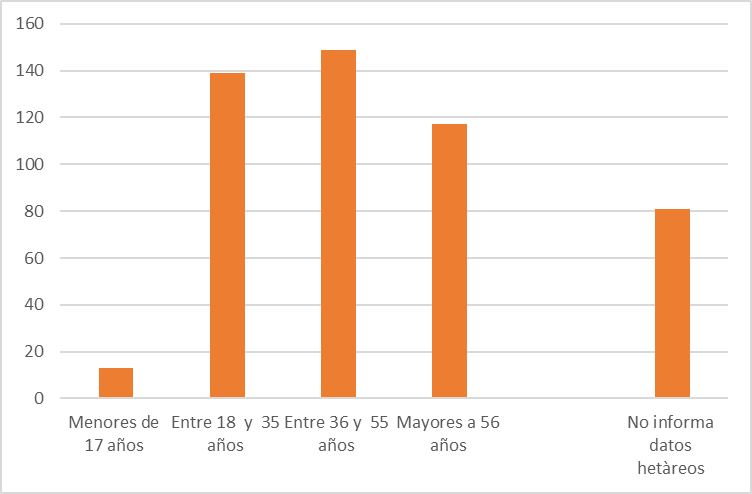 160
140
120
100
80
60
40
20
0
Menores de
17 años
Entre 18 y 35
años
Entre 36 y 55
años
Mayores a 56
años
No informa
datos
hetàreos